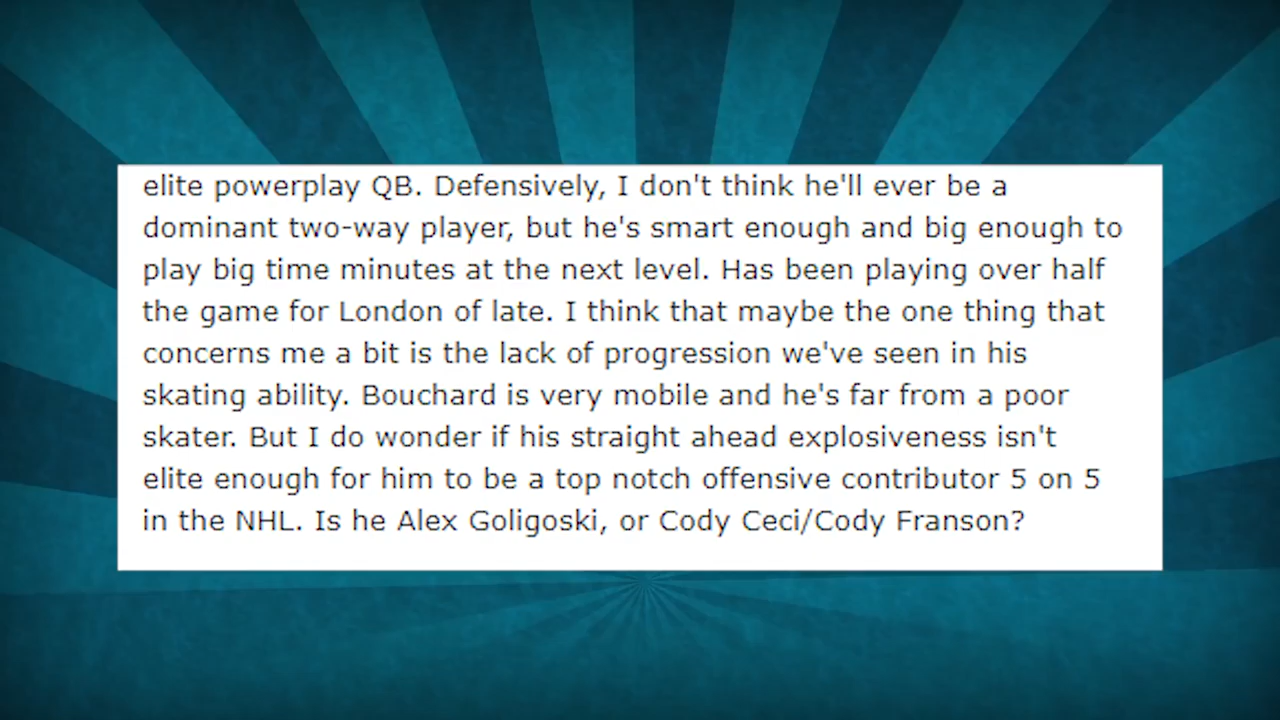 elite powerplay QB. Defensively, I don't think he'll ever be a
dominant two-way player, but he's smart enough and big enough to
play big time minutes at the next level. Has been playing over half
the game for London of late. I think that maybe the one thing that
concerns me a bit is the lack of progression we've seen in his
skating ability. Bouchard is very mobile and he's far from a poor
skater. But I do wonder if his straight ahead explosiveness isn't
elite enough for him to be a top notch offensive contributor 5 on 5
in the NHL. Is he Alex Goligoski, or Cody Ceci/Cody Franson?